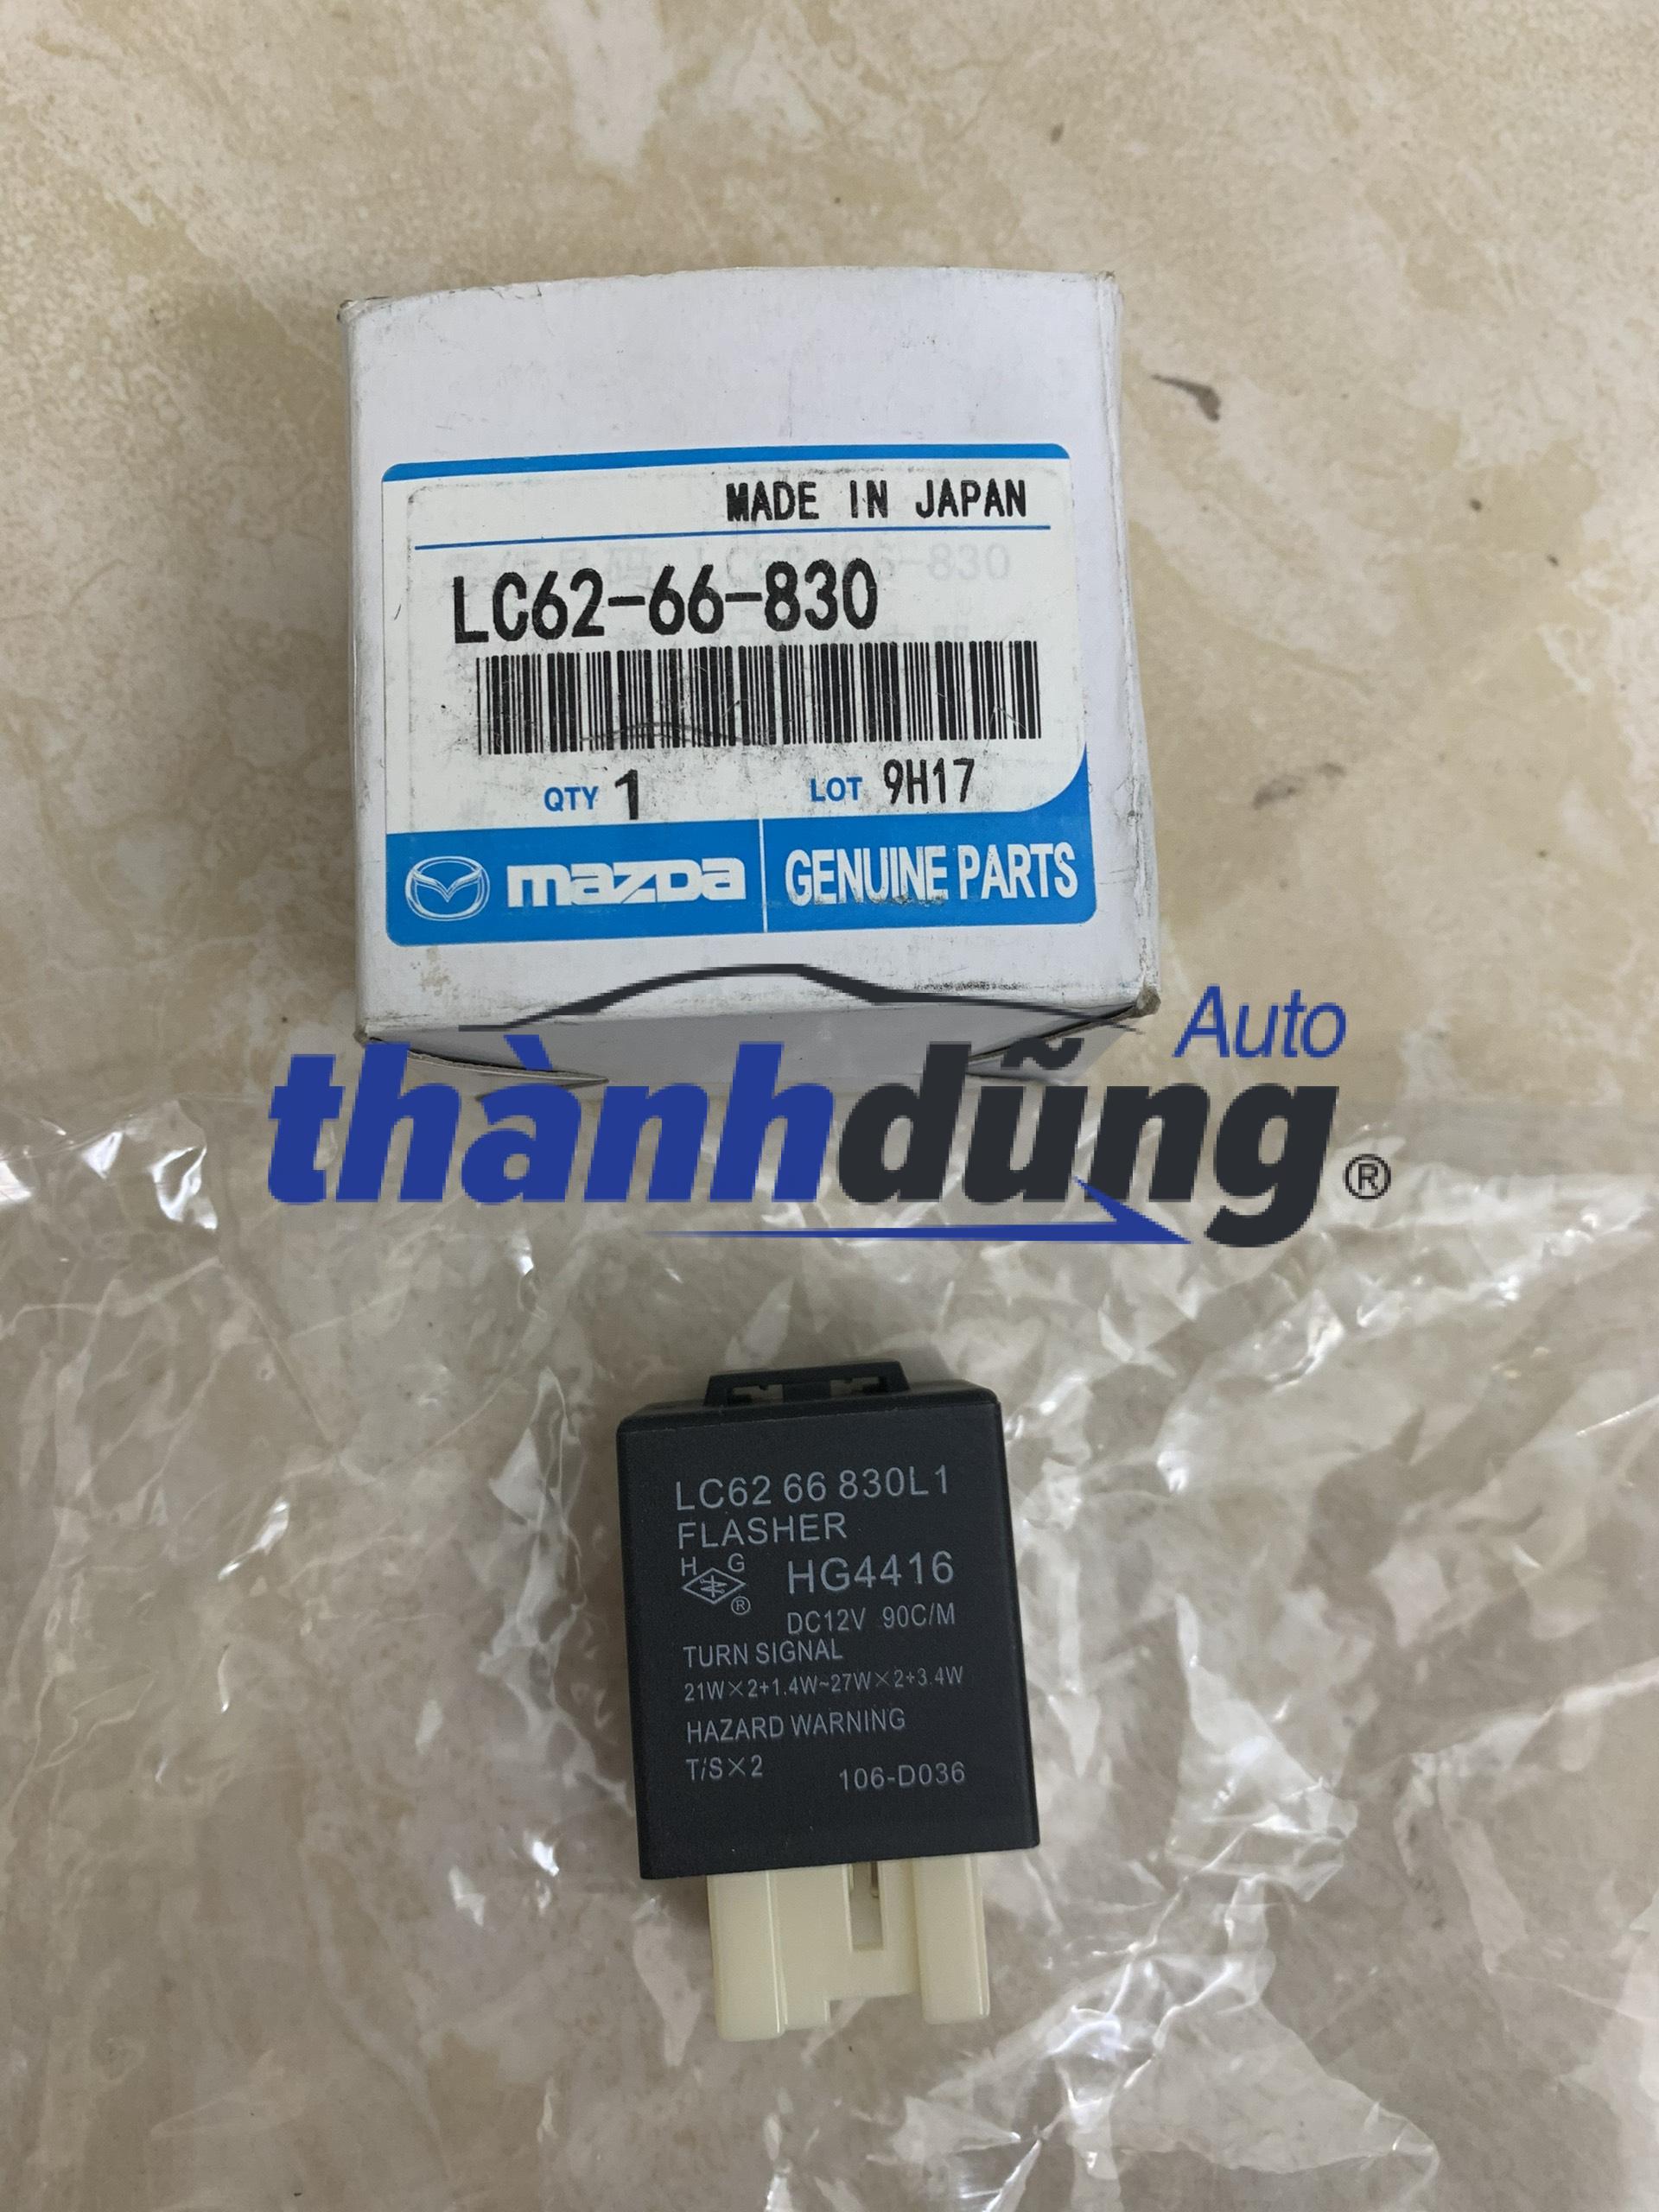 MADE IN JAPAN
LC62-66-830
QTY 1 LOT 9H17
mazda GENUINE PARTS
Auto
thànhdũng®
LC62 66 830L1
FLASHER
H G
® HG4416
DC12V 90C/M
TURN SIGNAL
21W×2+1.4W~27W×2+3.4W
HAZARD WARNING
T/S×2 106-D036